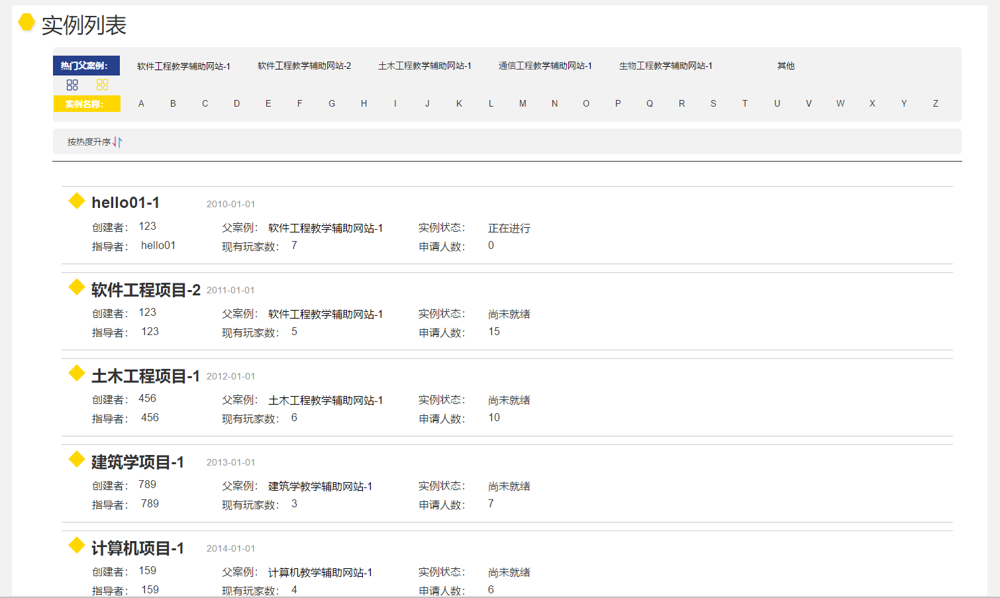 实例列表
热门父案例： 软件工程教学辅助网站-1 软件工程教学辅助网站-2 土木工程教学辅助网站-1 通信工程教学辅助网站-1 生物工程教学辅助网站-1 其他
实例名称： A B C D E F G H I J K L M N O P Q R S T U V W X Y Z
按热度升序
hello01-1 2010-01-01
创建者： 123 父案例： 软件工程教学辅助网站-1 实例状态： 正在进行
指导者： hello01 现有玩家数： 7 申请人数： 0
软件工程项目-2 2011-01-01
创建者： 123 父案例： 软件工程教学辅助网站-1 实例状态： 尚未就绪
指导者： 123 现有玩家数： 5 申请人数： 15
土木工程项目-1 2012-01-01
创建者： 456 父案例： 土木工程教学辅助网站-1 实例状态： 尚未就绪
指导者： 456 现有玩家数： 6 申请人数： 10
建筑学项目-1 2013-01-01
创建者： 789 父案例： 建筑学教学辅助网站-1 实例状态： 尚未就绪
指导者： 789 现有玩家数： 3 申请人数： 7
计算机项目-1 2014-01-01
创建者： 159 父案例： 计算机教学辅助网站-1 实例状态： 尚未就绪
指导者： 159 现有玩家数： 4 申请人数： 6